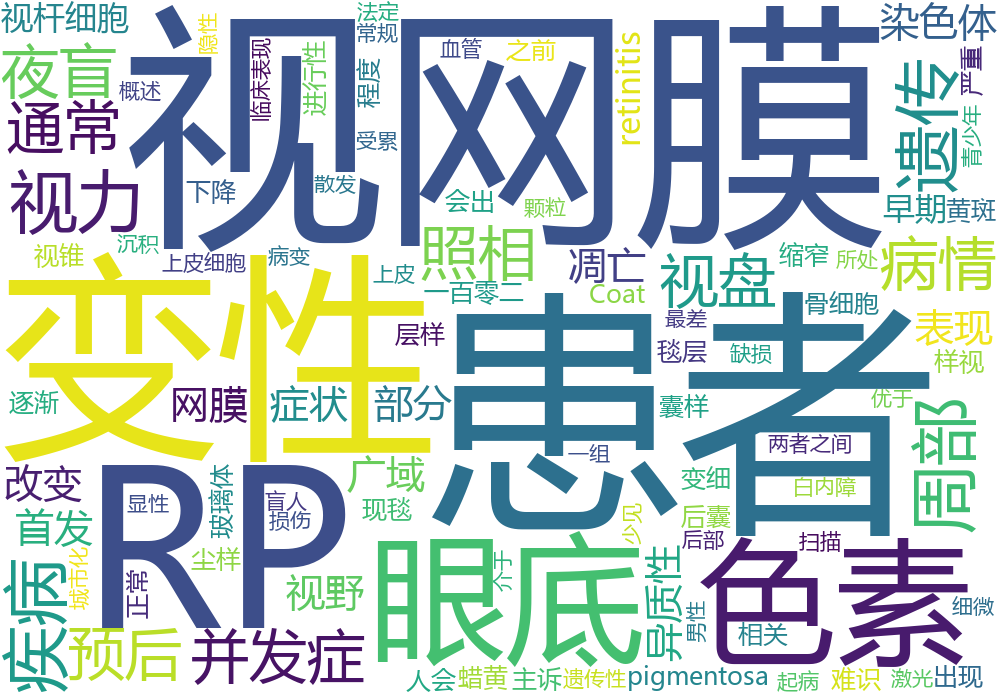 视杆细胞
隐性
法定
常规
血管
之前
retinitis
染色体
夜盲
概述
视网膜
临床表现
进行性
程度
严重
通常
受累
遗传
青少年
视力
下降
散发
会出
颗粒
早期
黄斑
视锥
沉积
上皮细胞
病变
上皮
照相
凋亡
视盘
缩窄
所处
病情
一百零二
Coat
骨细胞
变性
患者
层样
最差
毯层
缺损
表现
样视
逐渐
网膜
症状
部分
囊样
优于
两者之间
一组
改变
RP
显性
盲人
损伤
玻璃体
广域
现毯
变细
白内障
周部
首发
后囊
少见
后部
扫描
城市化
尘样
眼底
介于
异质性
色素
疾病
正常
视野
细微
男性
相关
预后
并发症
人会
蜡黄
主诉
遗传性
pigmentosa
起病
难识
激光
出现